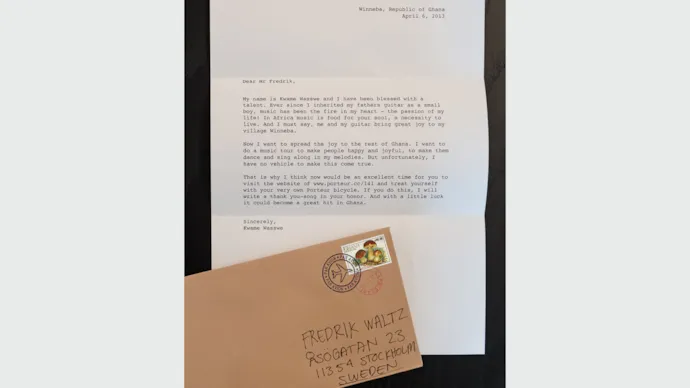 Winneba, Republic of Ghana
April 6, 2013
Dear Mr Fredrik,
My name is Kwame Wasswe and I have been blessed with a
talent. Ever since I inherited my fathers guitar as a small
boy, music has been the fire in my heart - the passion of my
life! In Africa music is food for your soul, a necessity to
live. And I must say, me and my guitar bring great joy to my
village Winneba.
Now I want to spread the joy to the rest of Ghana. I want to
do a music tour to make people happy and joyful, to make them
dance and sing along in my melodies. But unfortunately, I
have no vehicle to make this come true.
That is why I think now would be an excellent time for you to
visit the website of www.porteur.cc/141 and treat yourself
with your very own Porteur bicycle. If you do this, I will
write a thank you-song in your honor. And with a little luck
it could become a great hit in Ghana.
Sincerely,
Kwame Wasswe
FREDRIK WALTZ
ÅSOGATAN 23
11354 STOCKHOLM
SWEDEN